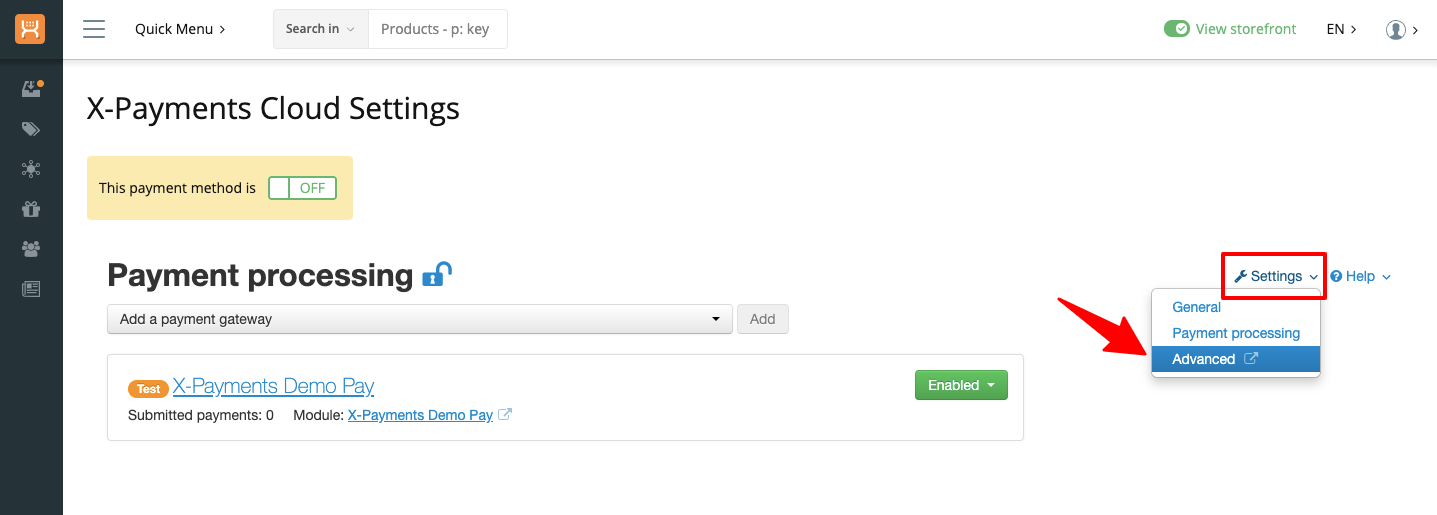 Quick Menu
Search in
Products - p: key
View storefront
EN
X-Payments Cloud Settings
This payment method is OFF
Payment processing
Settings
Help
General
Payment processing
Advanced
Add a payment gateway
Add
Test X-Payments Demo Pay
Enabled
Submitted payments: 0 Module: X-Payments Demo Pay